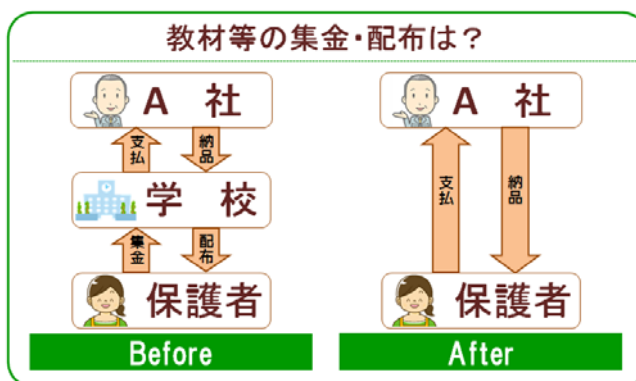 教材等の集金・配布は？
A 社
支払
納品
学 校
集金
配布
保護者
Before
A 社
支払
納品
保護者
After